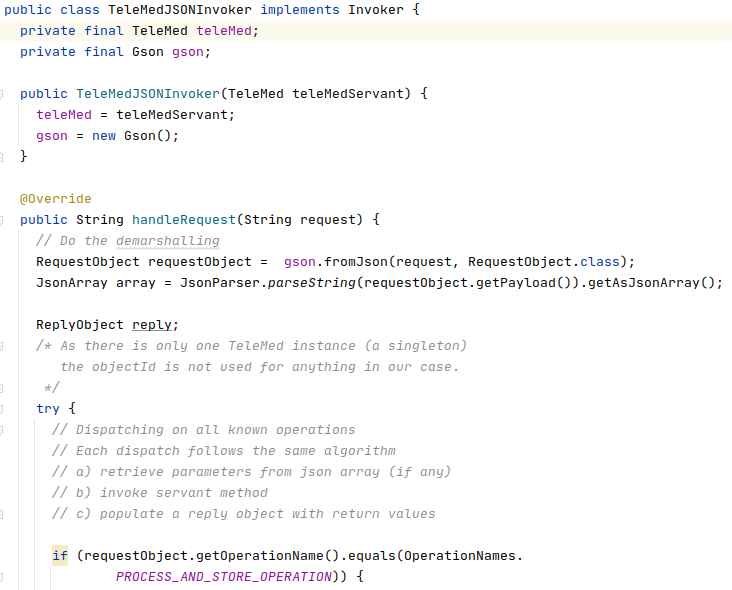 public class TeleMedJSONInvoker implements Invoker {
private final TeleMed teleMed;
private final Gson gson;
public TeleMedJSONInvoker(TeleMed teleMedServant) {
teleMed = teleMedServant;
gson = new Gson();
}
@Override
public String handleRequest(String request) {
// Do the demarshalling
RequestObject requestObject =  gson.fromJson(request, RequestObject.class);
JsonArray array = JsonParser.parseString(requestObject.getPayload()).getAsJsonArray();
ReplyObject reply;
/* As there is only one TeleMed instance (a singleton)
the objectId is not used for anything in our case.
*/
try {
// Dispatching on all known operations
// Each dispatch follows the same algorithm
// a) retrieve parameters from json array (if any)
// b) invoke servant method
// c) populate a reply object with return values
if (requestObject.getOperationName().equals(OperationNames.
PROCESS_AND_STORE_OPERATION)) {